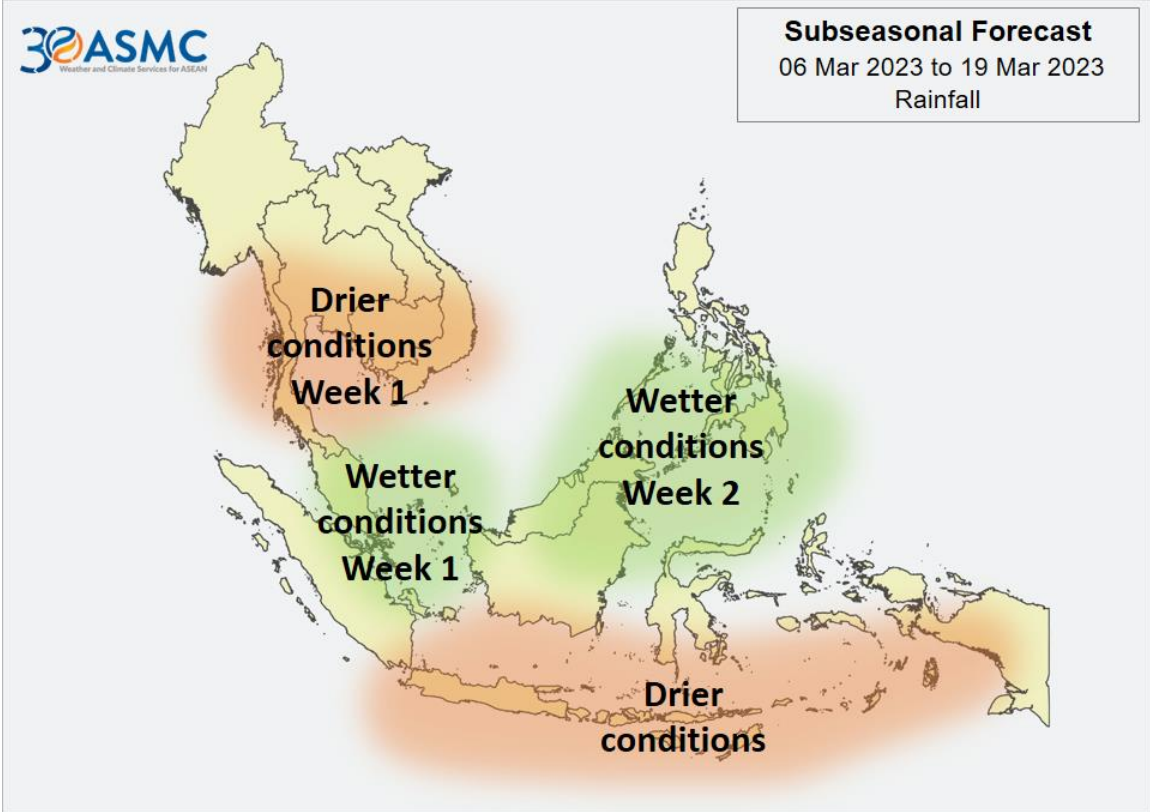 30ASMC
Weather and Climate Services for ASEAN
Subseasonal Forecast
06 Mar 2023 to 19 Mar 2023
Rainfall
Drier
conditions
Week 1
Wetter
conditions
Week 2
Wetter
conditions
Week 1
Drier
conditions